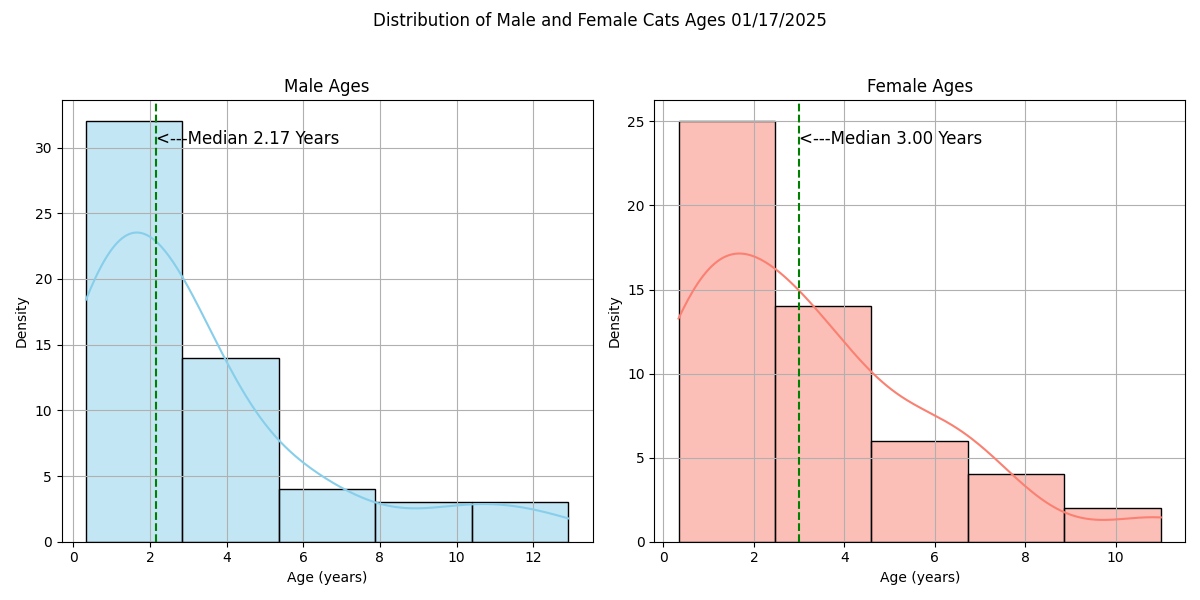 Distribution of Male and Female Cats Ages 01/17/2025
Male Ages
<---Median 2.17 Years
30
25
20
15
10
5
0
Density
0 2 4 6 8 10 12
Age (years)
Female Ages
<---Median 3.00 Years
25
20
15
10
5
0
Density
0 2 4 6 8 10
Age (years)